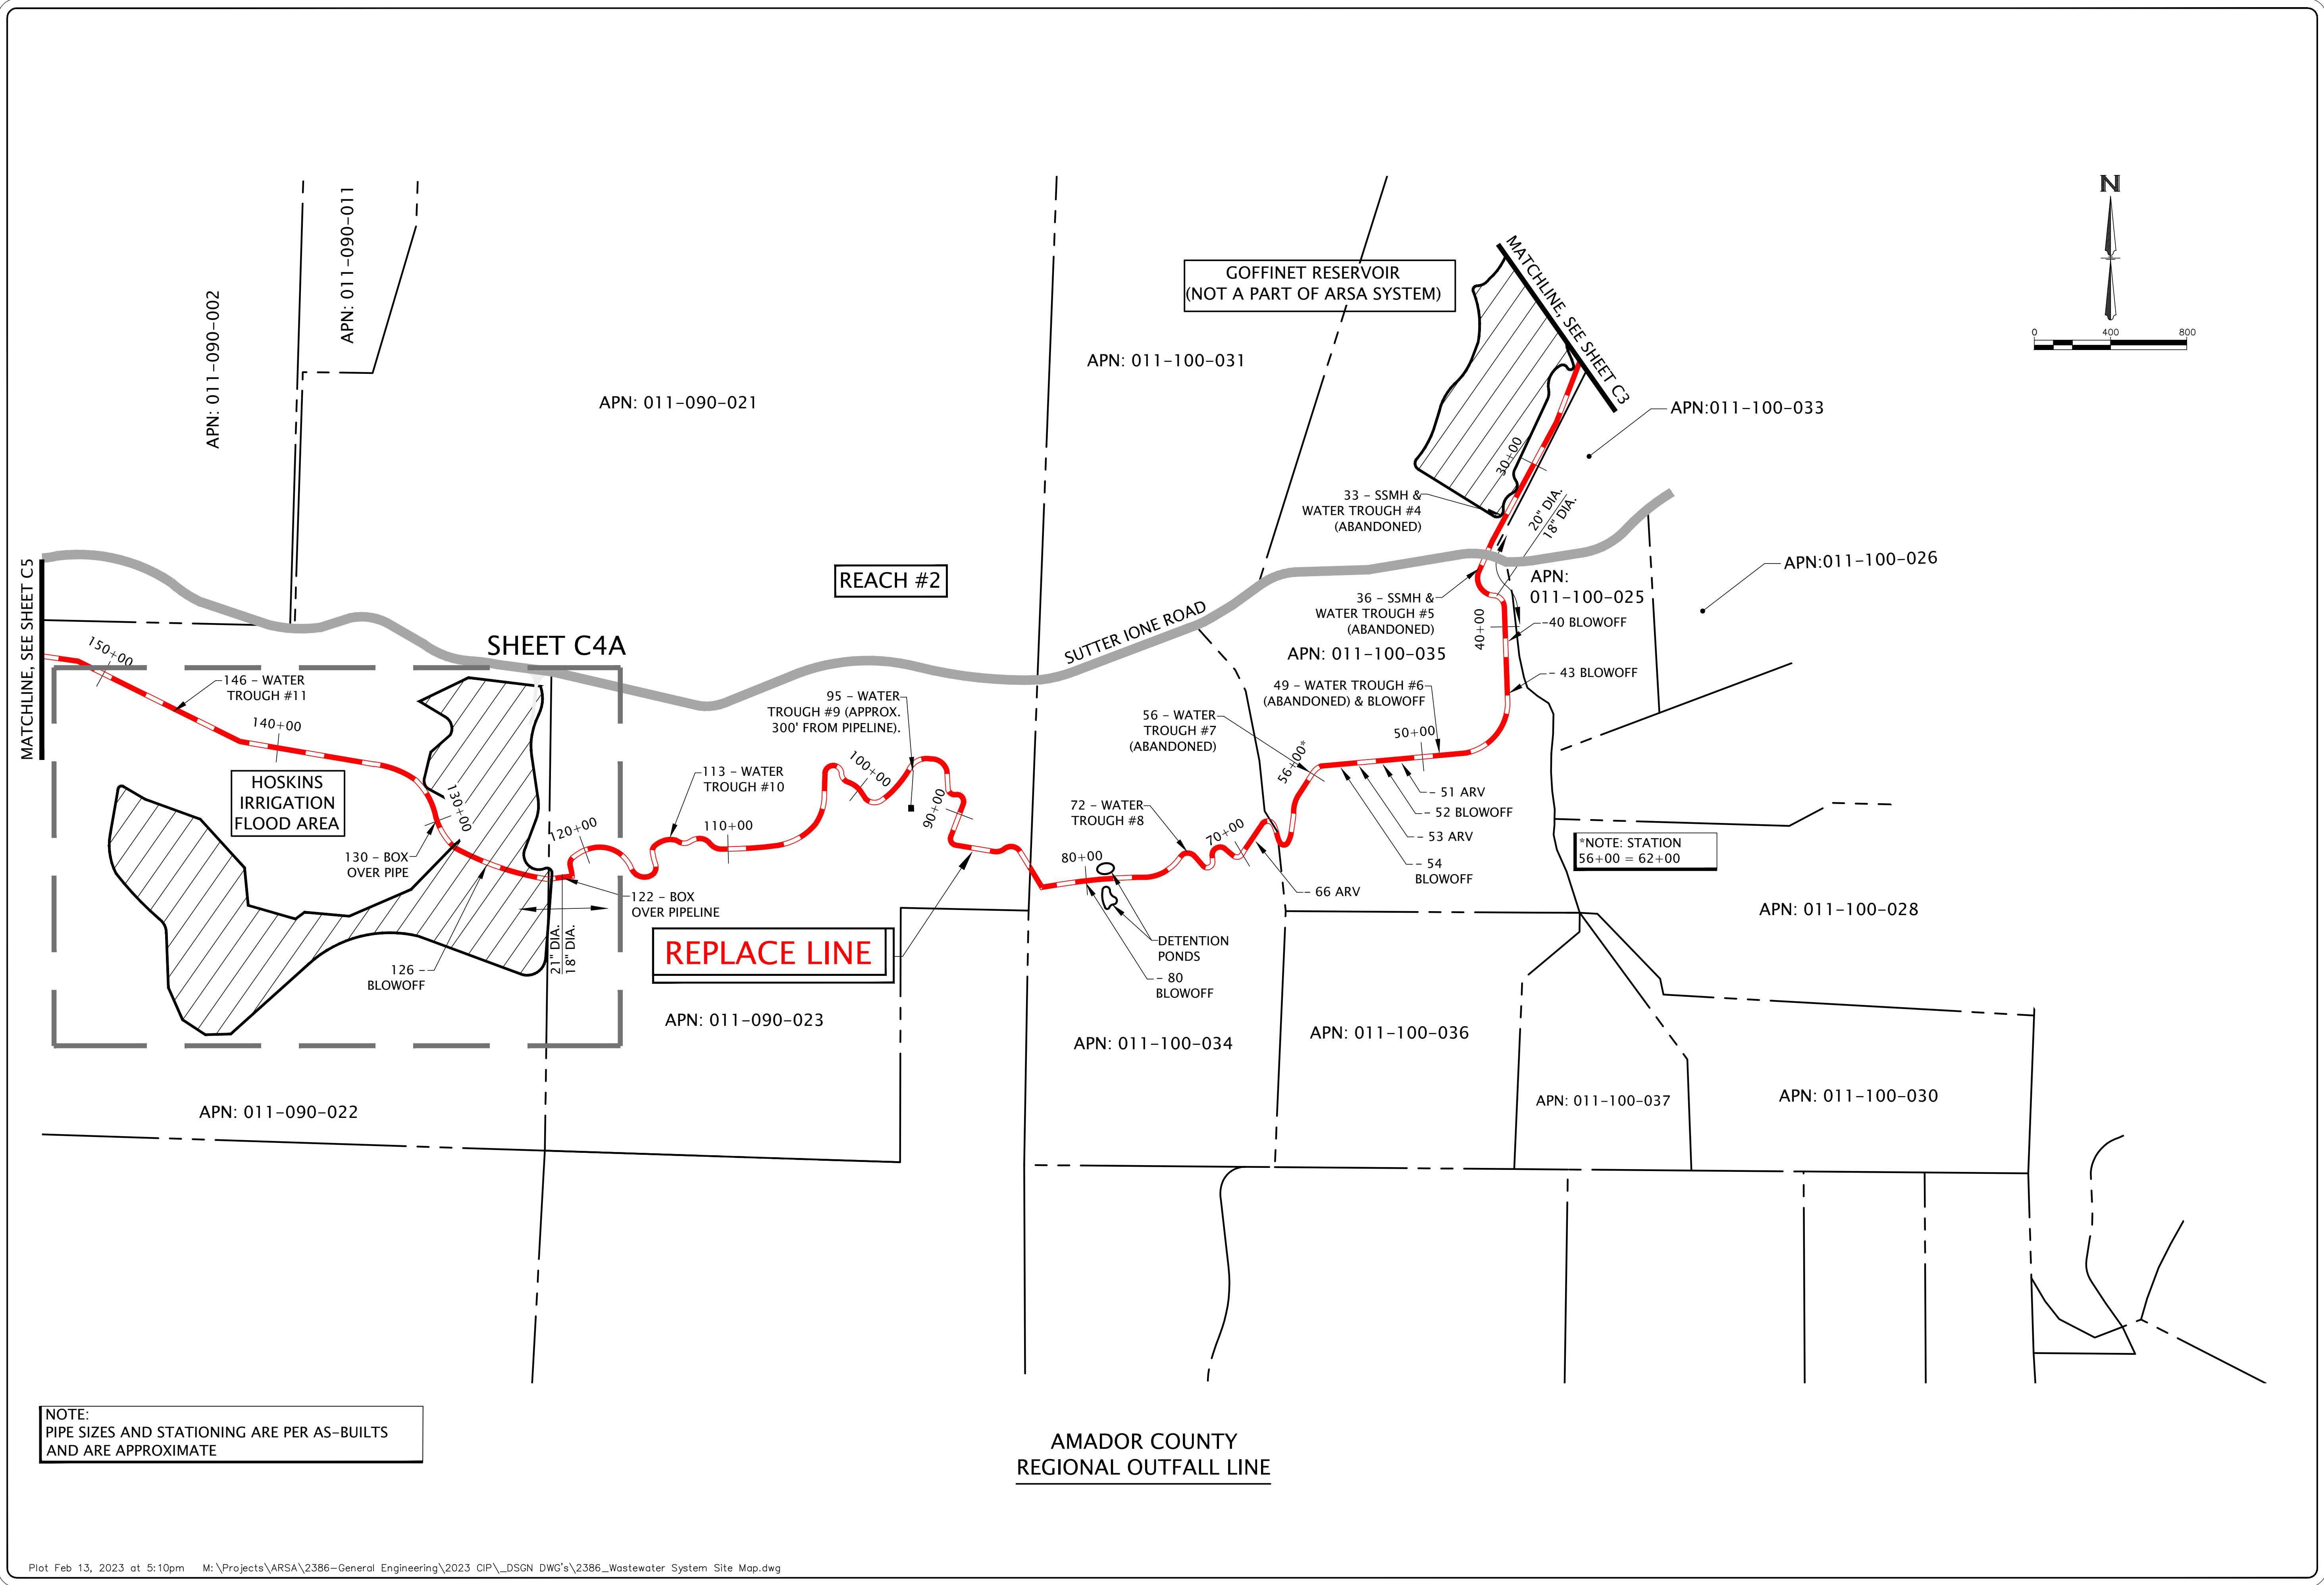 N
0 400 800
APN: 011-090-002
APN: 011-090-011
APN: 011-090-021
APN: 011-100-031
GOFFINET RESERVOIR
(NOT A PART OF ARSA SYSTEM)
MATCHLINE, SEE SHEET C3
APN:011-100-033
30+00
33 - SSMH &
WATER TROUGH #4
(ABANDONED)
20" DIA.
18" DIA.
APN:011-100-026
APN:
011-100-025
REACH #2
SUTTER IONE ROAD
36 - SSMH &
WATER TROUGH #5
(ABANDONED)
40+00
-40 BLOWOFF
APN: 011-100-035
- 43 BLOWOFF
49 - WATER TROUGH #6
(ABANDONED) & BLOWOFF
50+00
56 - WATER
TROUGH #7
(ABANDONED)
56+00*
- 51 ARV
- 52 BLOWOFF
- 53 ARV
- 54
BLOWOFF
*NOTE: STATION
56+00 = 62+00
MATCHLINE, SEE SHEET C5
150+00
SHEET C4A
146 - WATER
TROUGH #11
140+00
HOSKINS
IRRIGATION
FLOOD AREA
130+00
130 - BOX
OVER PIPE
126 -
BLOWOFF
120+00
122 - BOX
OVER PIPELINE
21" DIA.
18" DIA.
113 - WATER
TROUGH #10
110+00
95 - WATER
TROUGH #9 (APPROX.
300' FROM PIPELINE).
100+00
90+00
REPLACE LINE
72 - WATER
TROUGH #8
80+00
70+00
- 66 ARV
DETENTION
PONDS
- 80
BLOWOFF
APN: 011-100-028
APN: 011-090-023
APN: 011-100-034
APN: 011-100-036
APN: 011-100-037
APN: 011-100-030
APN: 011-090-022
NOTE:
PIPE SIZES AND STATIONING ARE PER AS-BUILTS
AND ARE APPROXIMATE
AMADOR COUNTY
REGIONAL OUTFALL LINE
Plot Feb 13, 2023 at 5:10pm M:\Projects\ARSA\2386-General Engineering\2023 CIP\_DSGN DWG's\2386_Wastewater System Site Map.dwg